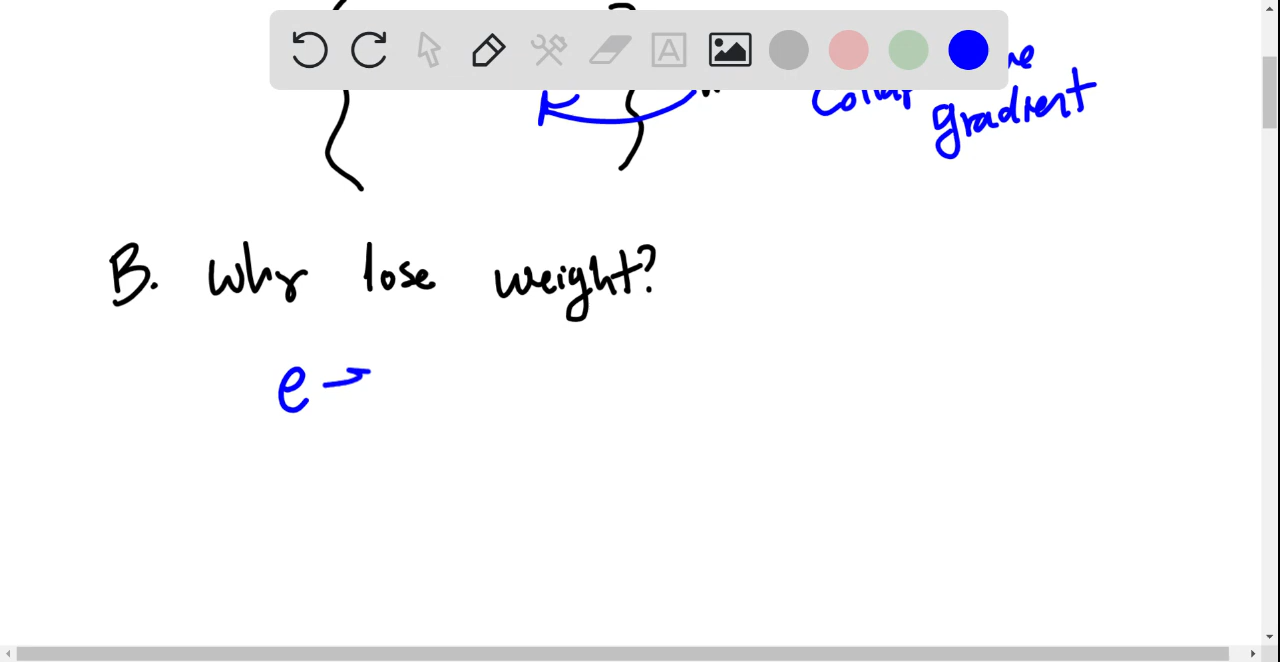 gradient
B. Why lose weight?
e →